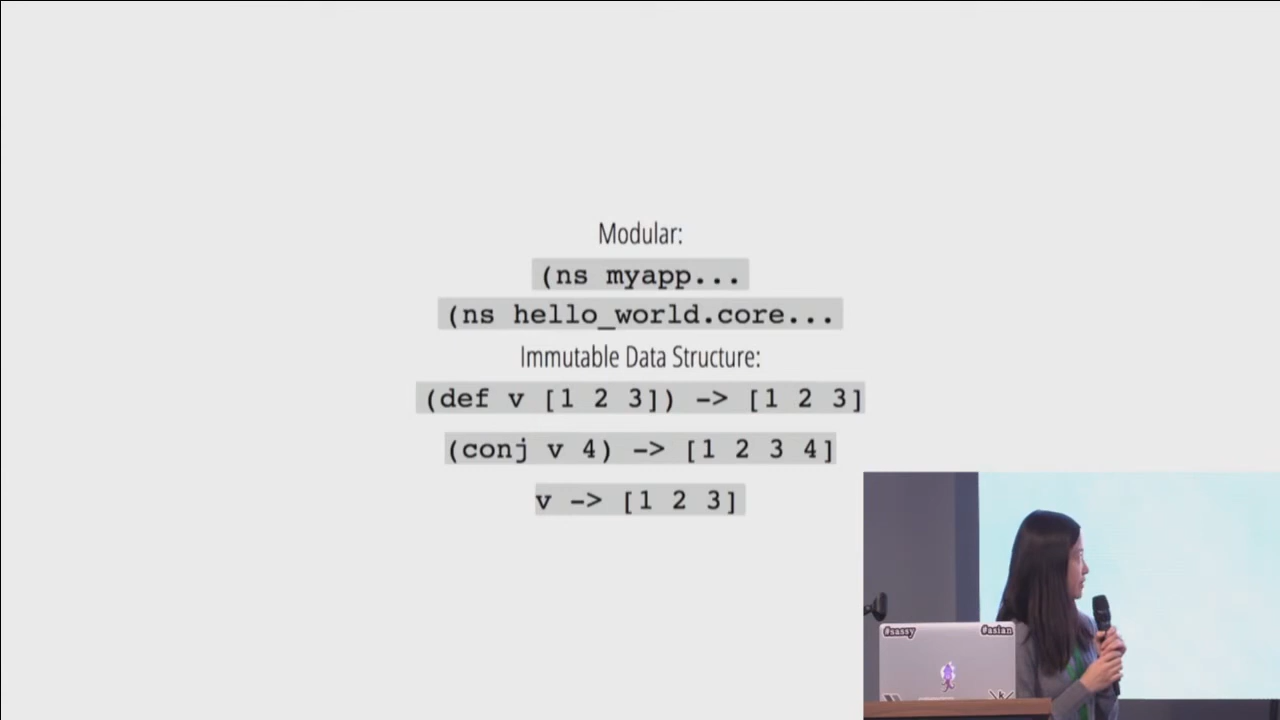 Modular:
(ns myapp...
(ns hello_world.core...
Immutable Data Structure:
(def v [1 2 3]) -> [1 2 3]
(conj v 4) -> [1 2 3 4]
v -> [1 2 3]
#sassy
#asian